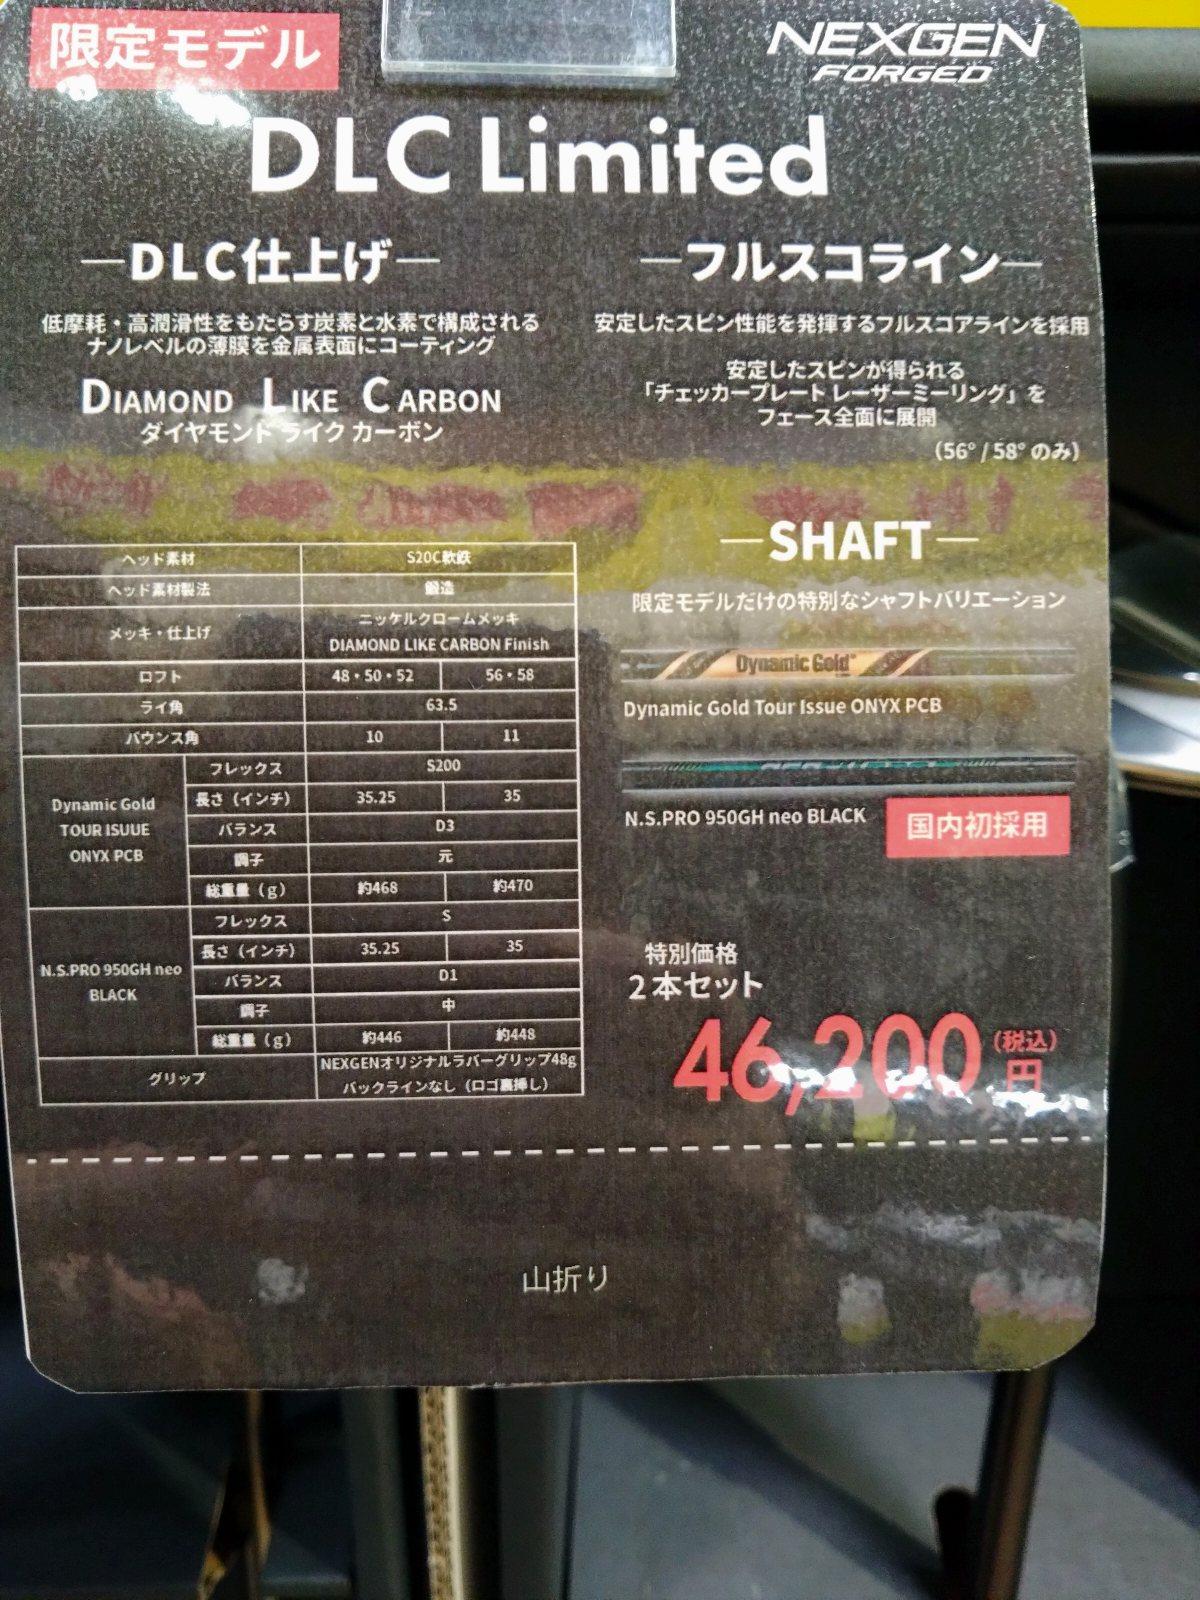 限定モデル
NEXGEN
FORGED
DLC Limited
DLC仕上げ
低摩耗・高潤滑性をもたらす炭素と水素で構成される
ナノレベルの薄膜を金属表面にコーティング
DIAMOND LIKE CARBON
ダイヤモンド ライク カーボン
フルスコライン
安定したスピン性能を発揮するフルスコアラインを採用
安定したスピンが得られる
「チェッカープレート レーザーミーリング」を
フェース全面に展開
(56° / 58° のみ)
SHAFT
限定モデルだけの特別なシャフトバリエーション
Dynamic Gold
Dynamic Gold Tour Issue ONYX PCB
N.S.PRO 950GH neo BLACK
国内初採用
特別価格
2本セット
46,200円(税込)
ヘッド素材 S20C軟鉄
ヘッド素材製法 鍛造
メッキ・仕上げ ニッケルクロームメッキ
DIAMOND LIKE CARBON Finish
ロフト 48・50・52 56・58
ライ角 63.5
バウンス角 10 11
Dynamic Gold
TOUR ISUUE
ONYX PCB
フレックス S200
長さ（インチ） 35.25 35
バランス D3
調子 元
総重量（g） 約468 約470
N.S.PRO 950GH neo
BLACK
フレックス S
長さ（インチ） 35.25 35
バランス D1
調子 中
総重量（g） 約446 約448
グリップ NEXGENオリジナルラバーグリップ48g
バックラインなし（ロゴ裏挿し）
山折り